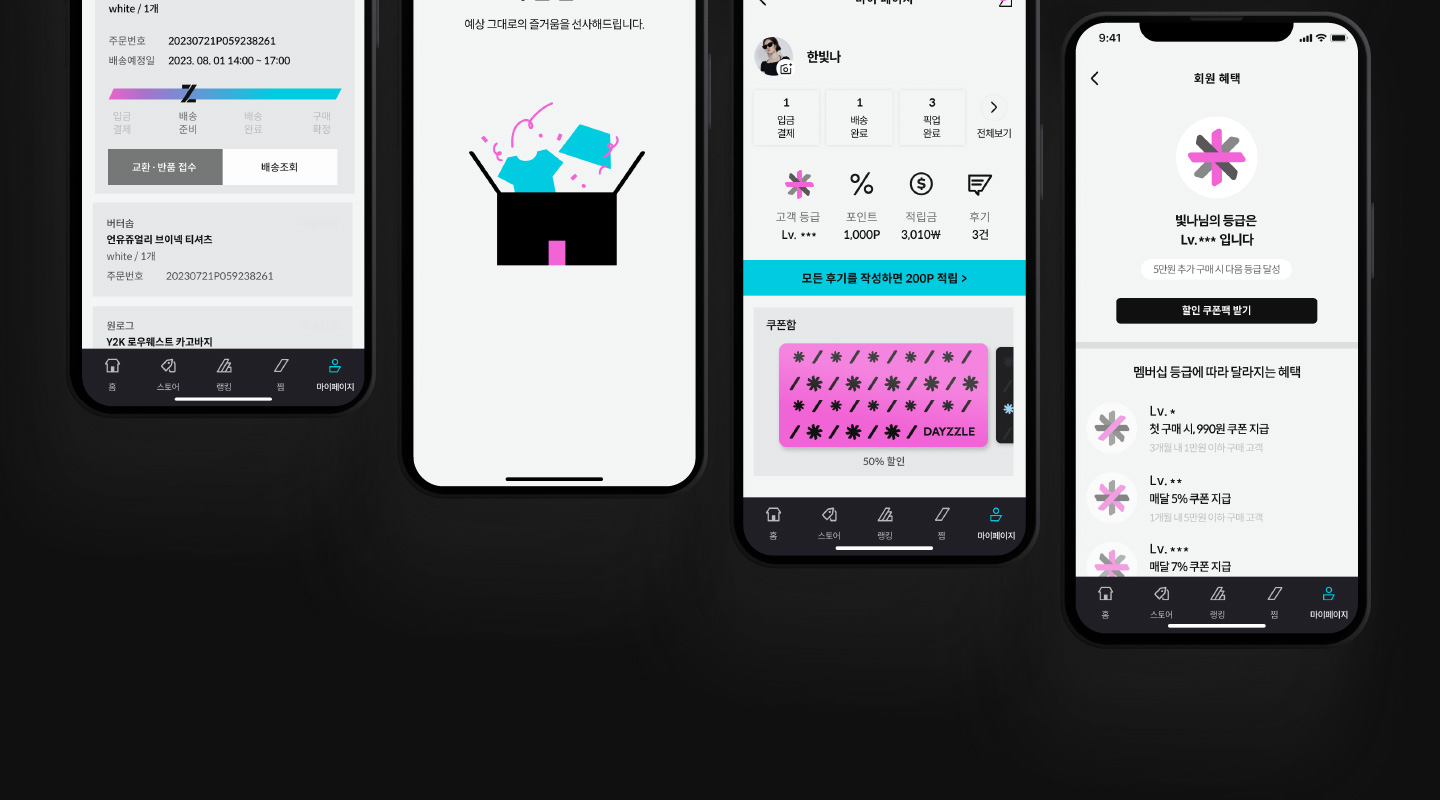 white / 1개
주문번호 20230721P059238261
배송예정일 2023. 08. 01 14:00 ~ 17:00
입금
결제
배송
준비
배송
완료
구매
확정
교환 · 반품 접수
배송조회
버터솝
언유쥬얼리 브이넥 티셔츠
white / 1개
주문번호 20230721P059238261
원로그
Y2K 로우웨스트 카고바지
홈
스토어
랭킹
찜
마이페이지
예상 그대로의 즐거움을 선사해드립니다.
마이 페이지
한빛나
1
입금
결제
1
배송
완료
3
픽업
완료
전체보기
고객 등급
Lv. ***
포인트
1,000P
적립금
3,010₩
후기
3건
모든 후기를 작성하면 200P 적립 >
쿠폰함
DAYZZLE
50% 할인
홈
스토어
랭킹
찜
마이페이지
9:41
회원 혜택
빛나님의 등급은
Lv.*** 입니다
5만원 추가 구매 시 다음 등급 달성
할인 쿠폰팩 받기
멤버십 등급에 따라 달라지는 혜택
Lv. *
첫 구매 시, 990원 쿠폰 지급
3개월 내 1만원 이하 구매 고객
Lv. **
매달 5% 쿠폰 지급
1개월 내 5만원 이하 구매 고객
Lv. ***
매달 7% 쿠폰 지급
홈
스토어
랭킹
찜
마이페이지